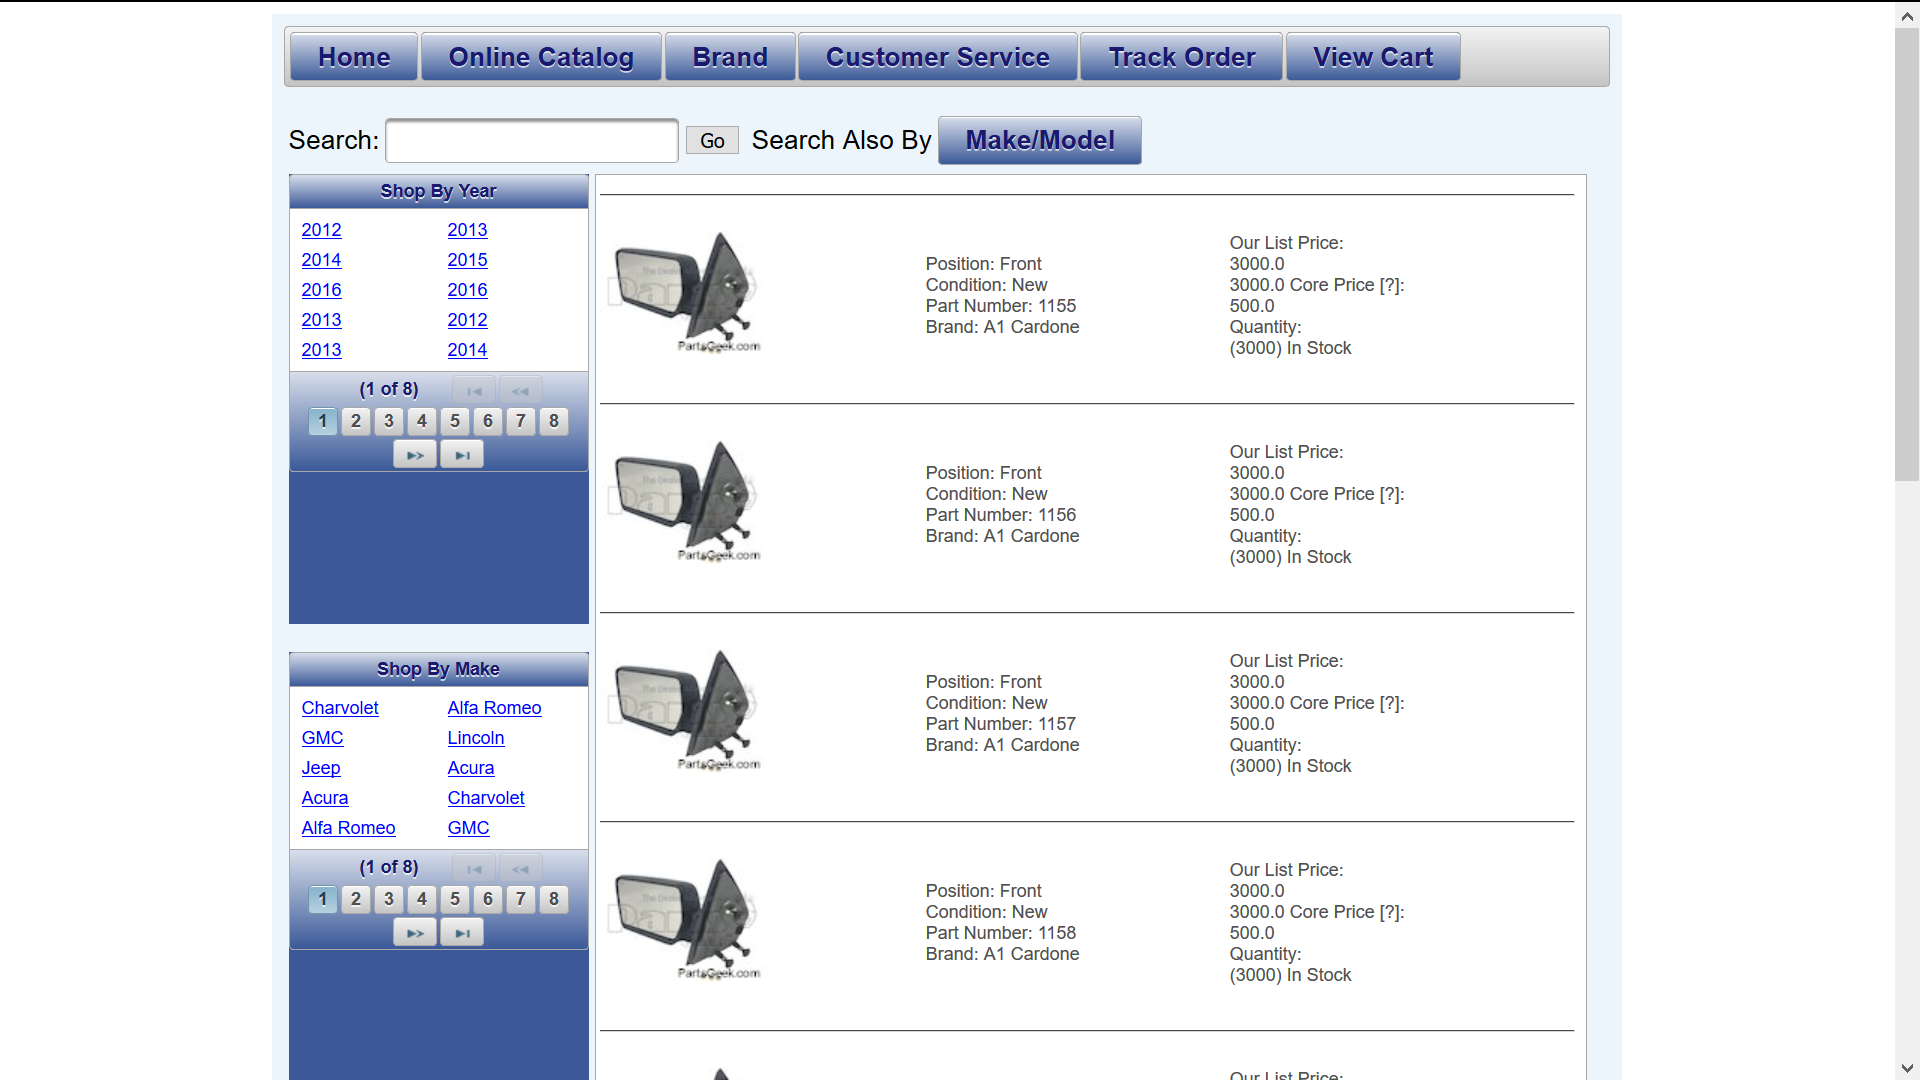 Home Online Catalog Brand Customer Service Track Order View Cart
Search: Go Search Also By Make/Model
Shop By Year
2012 2013
2014 2015
2016 2016
2013 2012
2013 2014
(1 of 8)
1 2 3 4 5 6 7 8
Shop By Make
Charvolet Alfa Romeo
GMC Lincoln
Jeep Acura
Acura Charvolet
Alfa Romeo GMC
(1 of 8)
1 2 3 4 5 6 7 8
PartsGeek.com
Position: Front
Condition: New
Part Number: 1155
Brand: A1 Cardone
Our List Price:
3000.0
3000.0 Core Price [?]:
500.0
Quantity:
(3000) In Stock
PartsGeek.com
Position: Front
Condition: New
Part Number: 1156
Brand: A1 Cardone
Our List Price:
3000.0
3000.0 Core Price [?]:
500.0
Quantity:
(3000) In Stock
PartsGeek.com
Position: Front
Condition: New
Part Number: 1157
Brand: A1 Cardone
Our List Price:
3000.0
3000.0 Core Price [?]:
500.0
Quantity:
(3000) In Stock
PartsGeek.com
Position: Front
Condition: New
Part Number: 1158
Brand: A1 Cardone
Our List Price:
3000.0
3000.0 Core Price [?]:
500.0
Quantity:
(3000) In Stock
Our List Price: